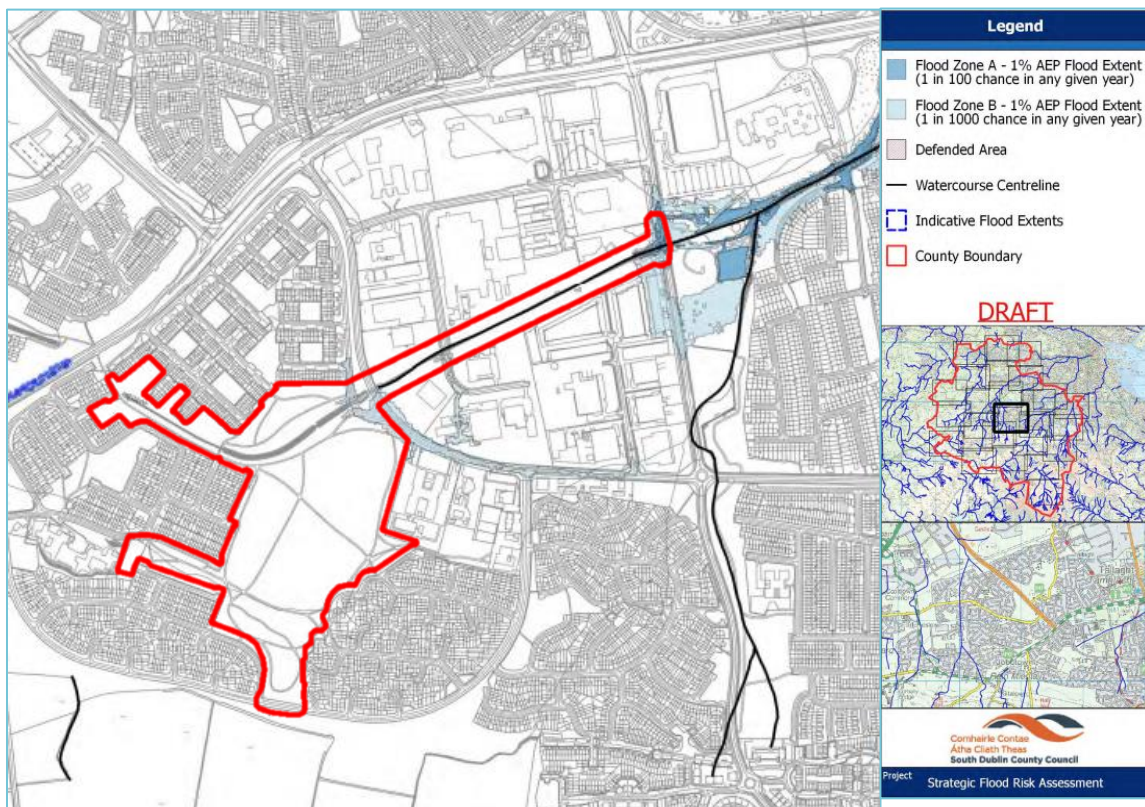 Legend
Flood Zone A - 1% AEP Flood Extent
(1 in 100 chance in any given year)
Flood Zone B - 1% AEP Flood Extent
(1 in 1000 chance in any given year)
Defended Area
Watercourse Centreline
Indicative Flood Extents
County Boundary
DRAFT
Comhairle Contae
Átha Cliath Theas
South Dublin County Council
Project
Strategic Flood Risk Assessment